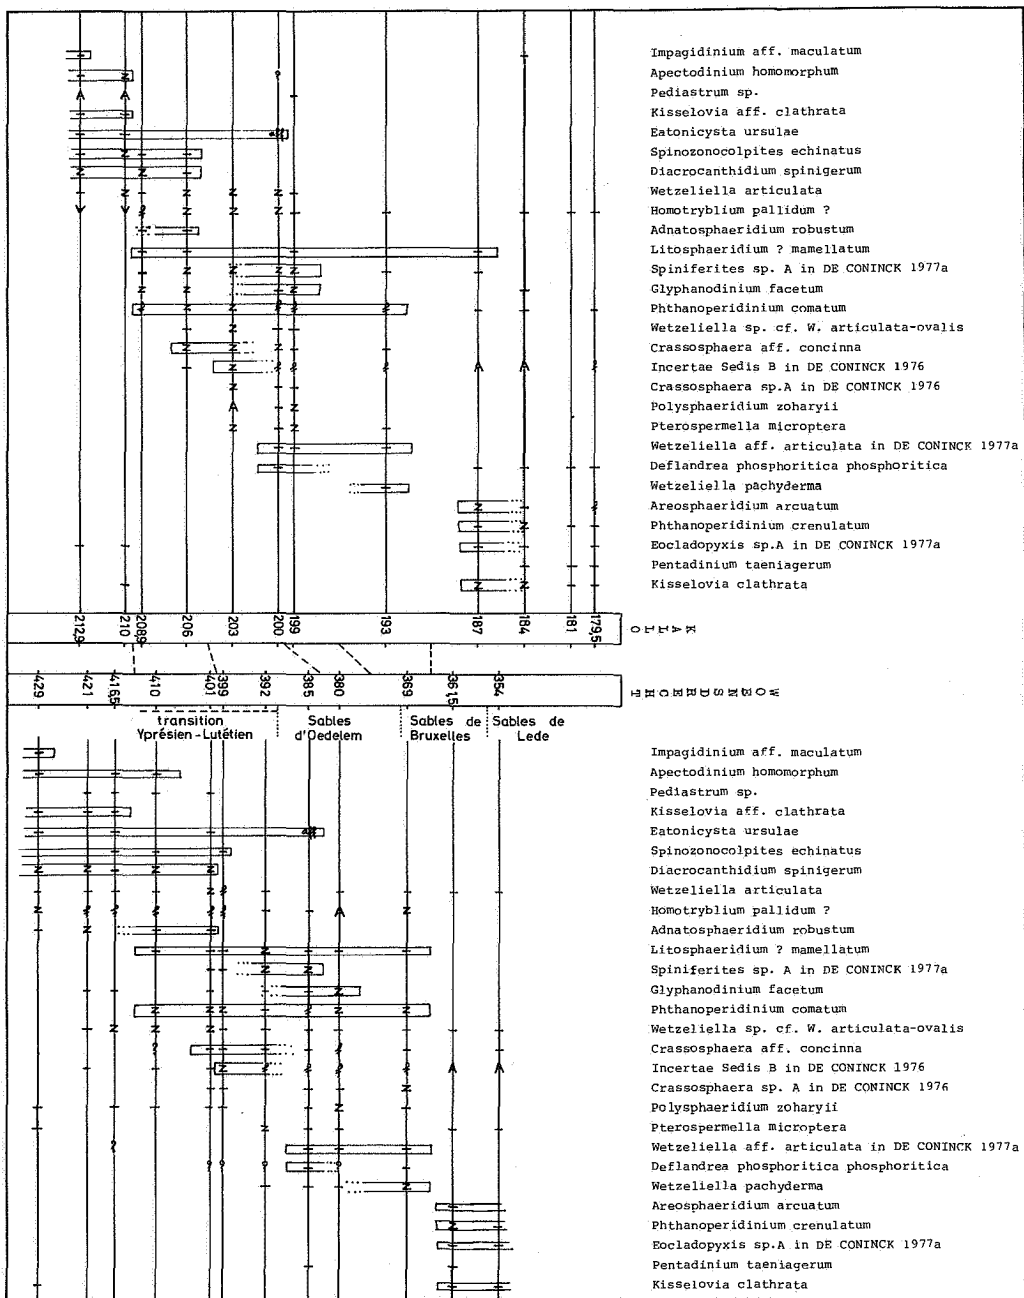 Impagidinium aff. maculatum
Apectodinium homomorphum
Pediastrum sp.
Kisselovia aff. clathrata
Eatonicysta ursulae
Spinozonocolpites echinatus
Diacrocanthidium spinigerum
Wetzeliella articulata
Homotryblium pallidum ?
Adnatosphaeridium robustum
Litosphaeridium ? mamellatum
Spiniferites sp. A in DE CONINCK 1977a
Glyphanodinium facetum
Phthanoperidinium comatum
Wetzeliella sp. cf. W. articulata-ovalis
Crassosphaera aff. concinna
Incertae Sedis B in DE CONINCK 1976
Crassosphaera sp.A in DE CONINCK 1976
Polysphaeridium zoharyii
Pterospermella microptera
Wetzeliella aff. articulata in DE CONINCK 1977a
Deflandrea phosphoritica phosphoritica
Wetzeliella pachyderma
Areosphaeridium arcuatum
Phthanoperidinium crenulatum
Eocladopyxis sp.A in DE CONINCK 1977a
Pentadinium taeniagerum
Kisselovia clathrata
212,9 210 208,9 206 203 200 199 193 187 184 181 179,5
KALLO
429 421 416,5 410 401 399 392 385 380 369 361,5 354
WOENSDRECHT
transition Sables Sables de Sables de
Yprésien-Lutétien d'Oedelem Bruxelles Lede
Impagidinium aff. maculatum
Apectodinium homomorphum
Pediastrum sp.
Kisselovia aff. clathrata
Eatonicysta ursulae
Spinozonocolpites echinatus
Diacrocanthidium spinigerum
Wetzeliella articulata
Homotryblium pallidum ?
Adnatosphaeridium robustum
Litosphaeridium ? mamellatum
Spiniferites sp. A in DE CONINCK 1977a
Glyphanodinium facetum
Phthanoperidinium comatum
Wetzeliella sp. cf. W. articulata-ovalis
Crassosphaera aff. concinna
Incertae Sedis B in DE CONINCK 1976
Crassosphaera sp. A in DE CONINCK 1976
Polysphaeridium zoharyii
Pterospermella microptera
Wetzeliella aff. articulata in DE CONINCK 1977a
Deflandrea phosphoritica phosphoritica
Wetzeliella pachyderma
Areosphaeridium arcuatum
Phthanoperidinium crenulatum
Eocladopyxis sp.A in DE CONINCK 1977a
Pentadinium taeniagerum
Kisselovia clathrata